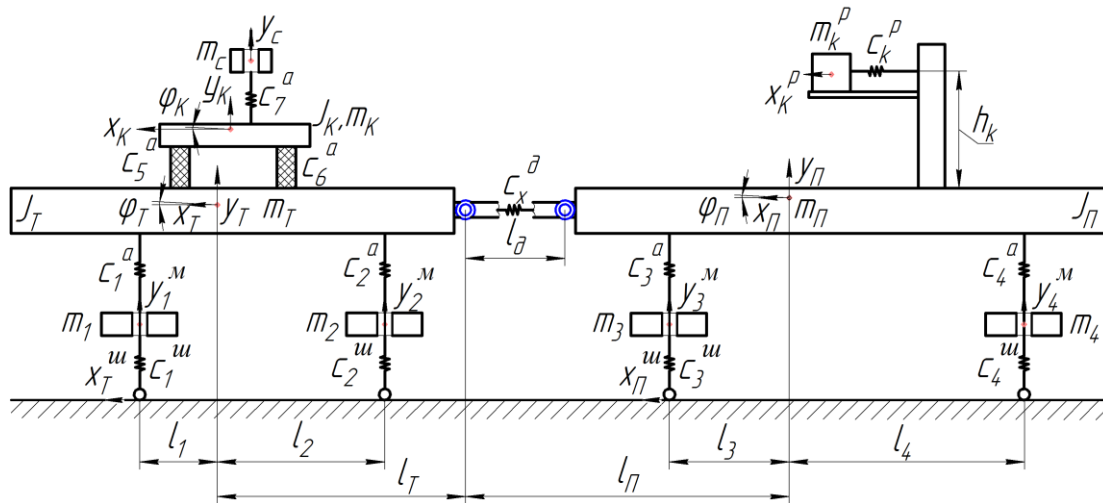 y_c
m_c
c_7^a
y_K
φ_K
x_K
J_K, m_K
c_5^a
c_6^a
m_K^P
c_K^P
x_K^P
h_K
J_T
φ_T
x_T
y_T
m_T
c_x^∂
l_∂
φ_П
x_П
y_П
m_П
J_П
c_1^a
c_2^a
c_3^a
c_4^a
y_1^м
y_2^м
y_3^м
y_4^м
m_1
m_2
m_3
m_4
x_T
c_1^ш
ш
c_2^ш
x_П
c_3^ш
ш
c_4^ш
l_1
l_2
l_3
l_4
l_T
l_П